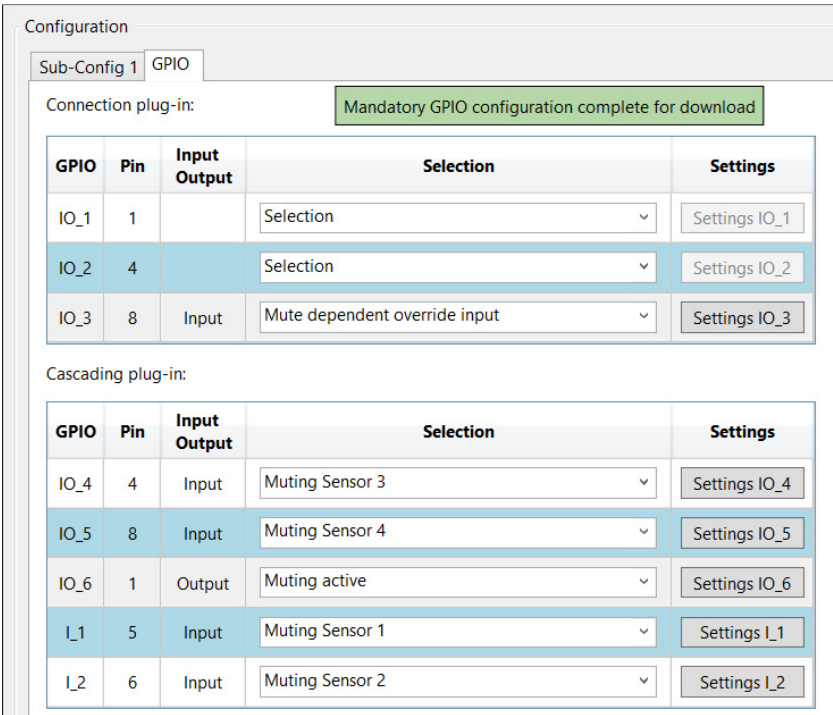 Configuration
Sub-Config 1 GPIO
Connection plug-in: Mandatory GPIO configuration complete for download
GPIO Pin Input Output Selection Settings
IO_1 1 Selection Settings IO_1
IO_2 4 Selection Settings IO_2
IO_3 8 Input Mute dependent override input Settings IO_3
Cascading plug-in:
GPIO Pin Input Output Selection Settings
IO_4 4 Input Muting Sensor 3 Settings IO_4
IO_5 8 Input Muting Sensor 4 Settings IO_5
IO_6 1 Output Muting active Settings IO_6
I_1 5 Input Muting Sensor 1 Settings I_1
I_2 6 Input Muting Sensor 2 Settings I_2